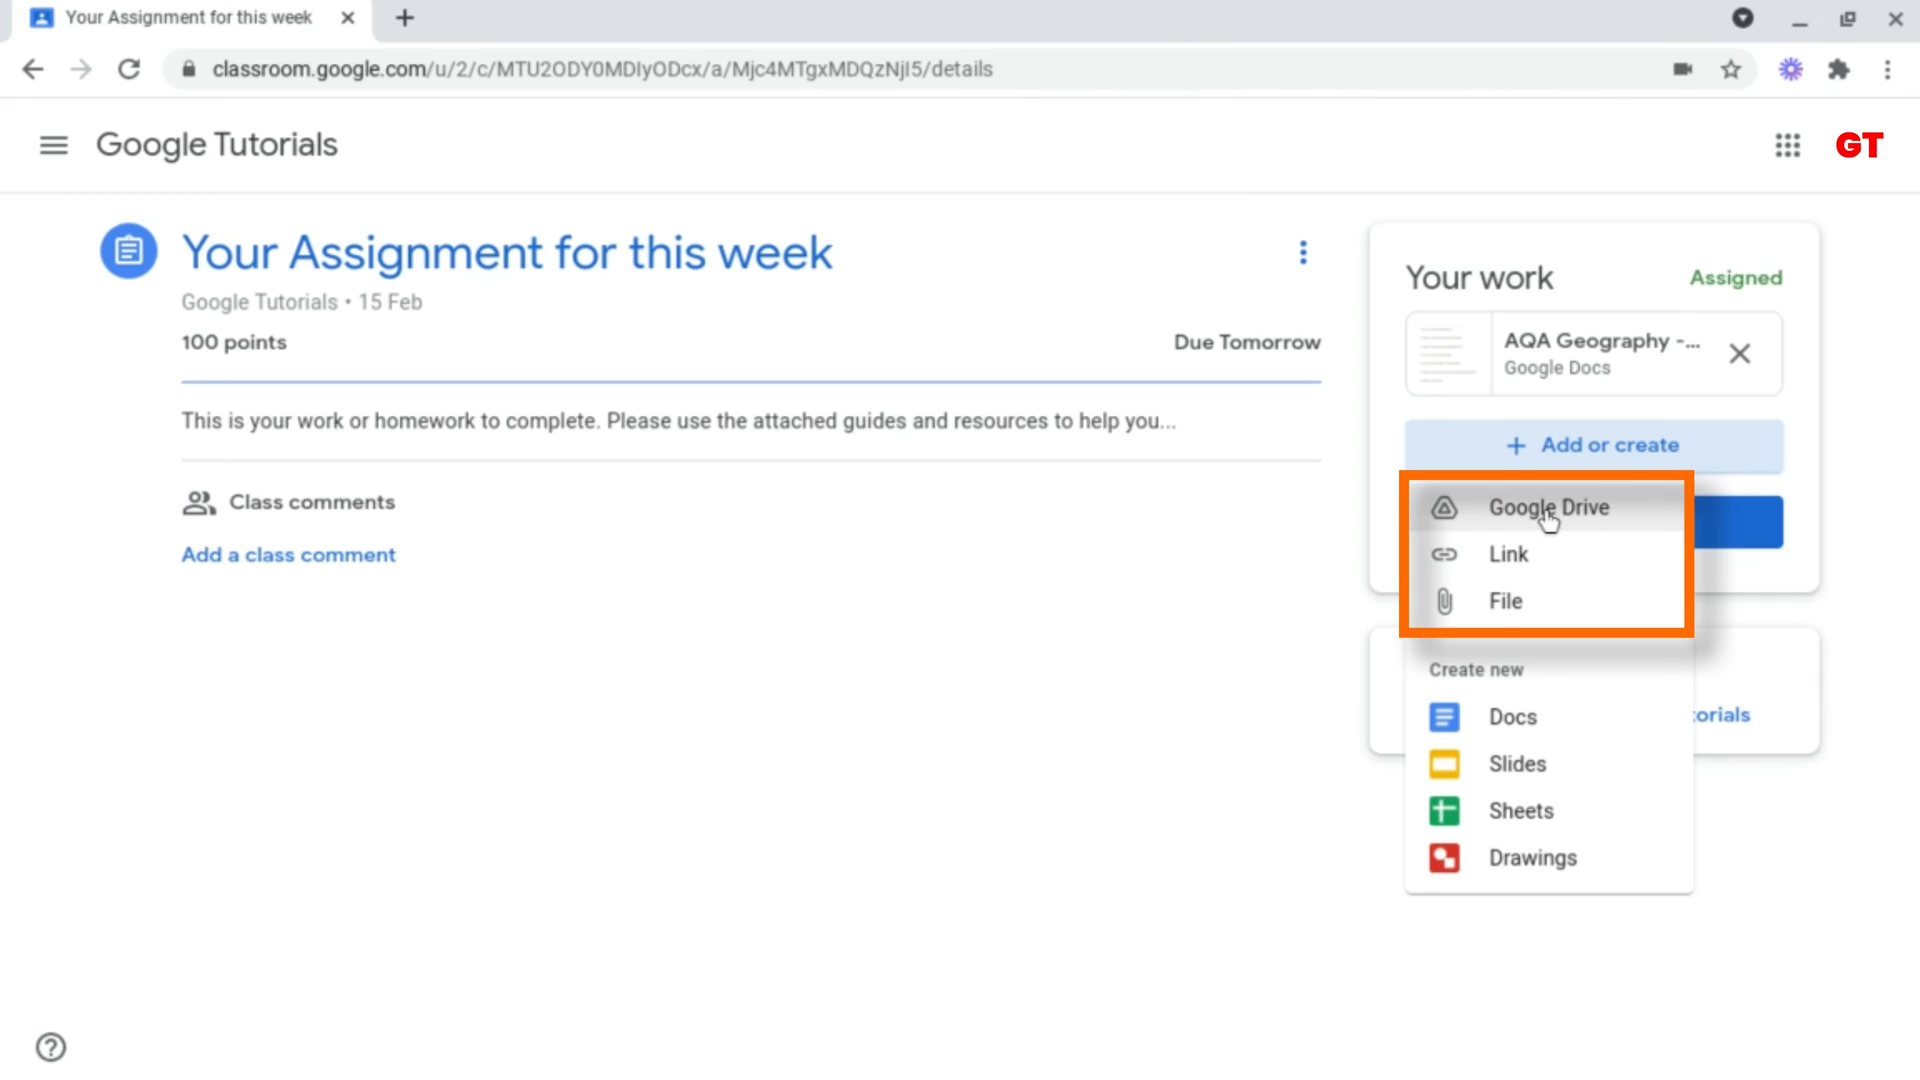 Your Assignment for this week
classroom.google.com/u/2/c/MTU2ODY0MDIyODcx/a/Mjc4MTgxMDQzNjI5/details
Google Tutorials
GT
Your Assignment for this week
Google Tutorials • 15 Feb
100 points
Due Tomorrow
This is your work or homework to complete. Please use the attached guides and resources to help you...
Class comments
Add a class comment
Your work
Assigned
AQA Geography -...
Google Docs
+ Add or create
Google Drive
Link
File
Create new
Docs
torials
Slides
Sheets
Drawings